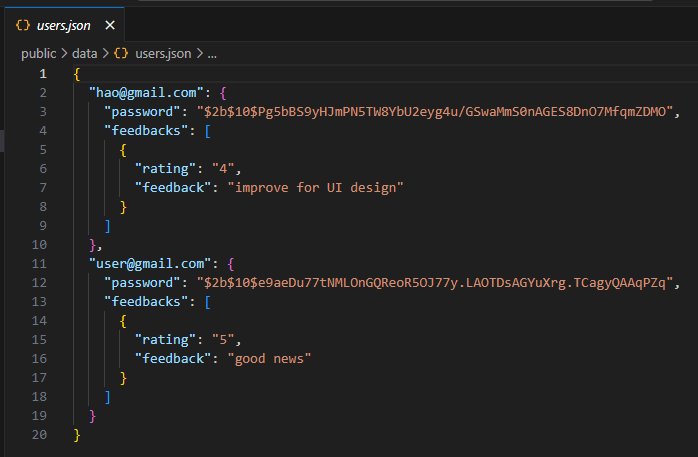 {} users.json ×
public > data > {} users.json > ...
1 {
2 "hao@gmail.com": {
3 "password": "$2b$10$Pg5bBS9yHJmPN5TW8YbU2eyg4u/GSwaMmS0nAGES8DnO7MfqmZDMO",
4 "feedbacks": [
5 {
6 "rating": "4",
7 "feedback": "improve for UI design"
8 }
9 ]
10 },
11 "user@gmail.com": {
12 "password": "$2b$10$e9aeDu77tNMLOnGQReoR5OJ77y.LAOTDsAGYuXrg.TCagyQAAqPZq",
13 "feedbacks": [
14 {
15 "rating": "5",
16 "feedback": "good news"
17 }
18 ]
19 }
20 }